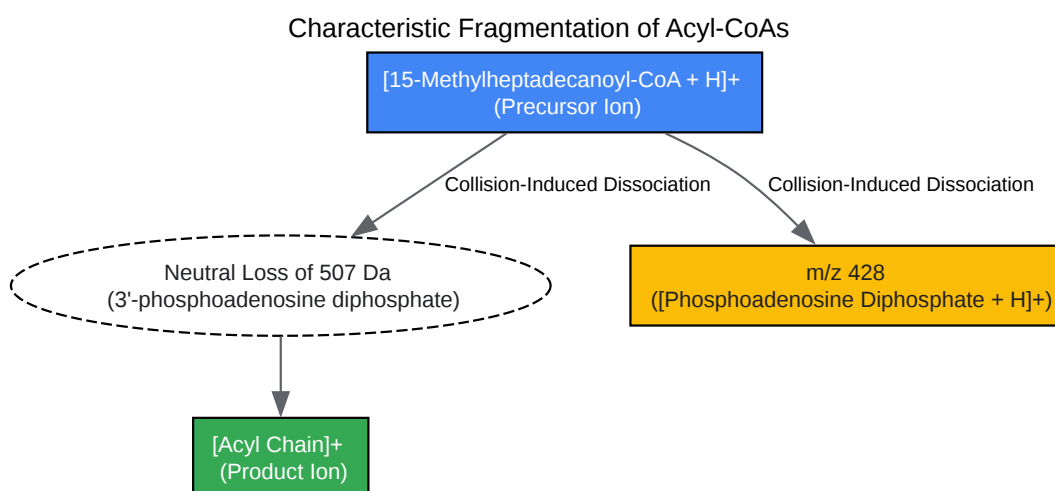 Characteristic Fragmentation of Acyl-CoAs
[15-Methylheptadecanoyl-CoA + H]+
(Precursor Ion)
Collision-Induced Dissociation
Collision-Induced Dissociation
Neutral Loss of 507 Da
(3'-phosphoadenosine diphosphate)
m/z 428
([Phosphoadenosine Diphosphate + H]+)
[Acyl Chain]+
(Product Ion)